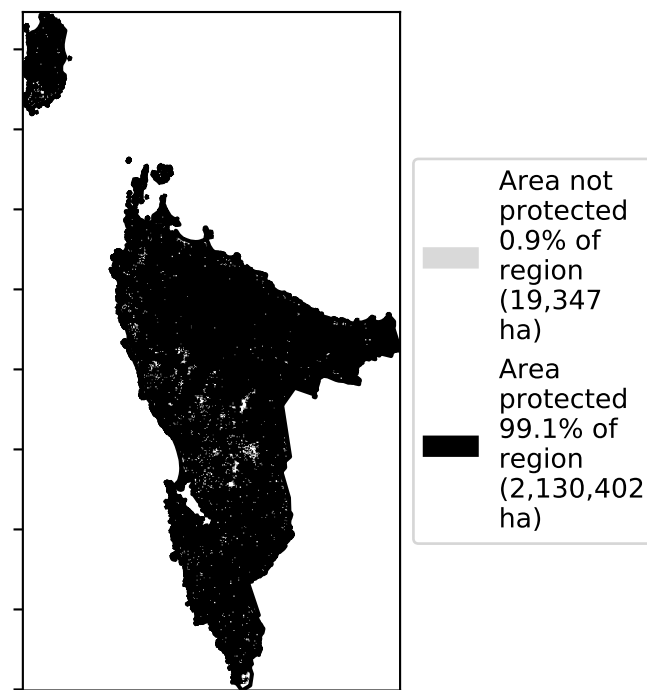 Area not
protected
0.9% of
region
(19,347
ha)
Area
protected
99.1% of
region
(2,130,402
ha)